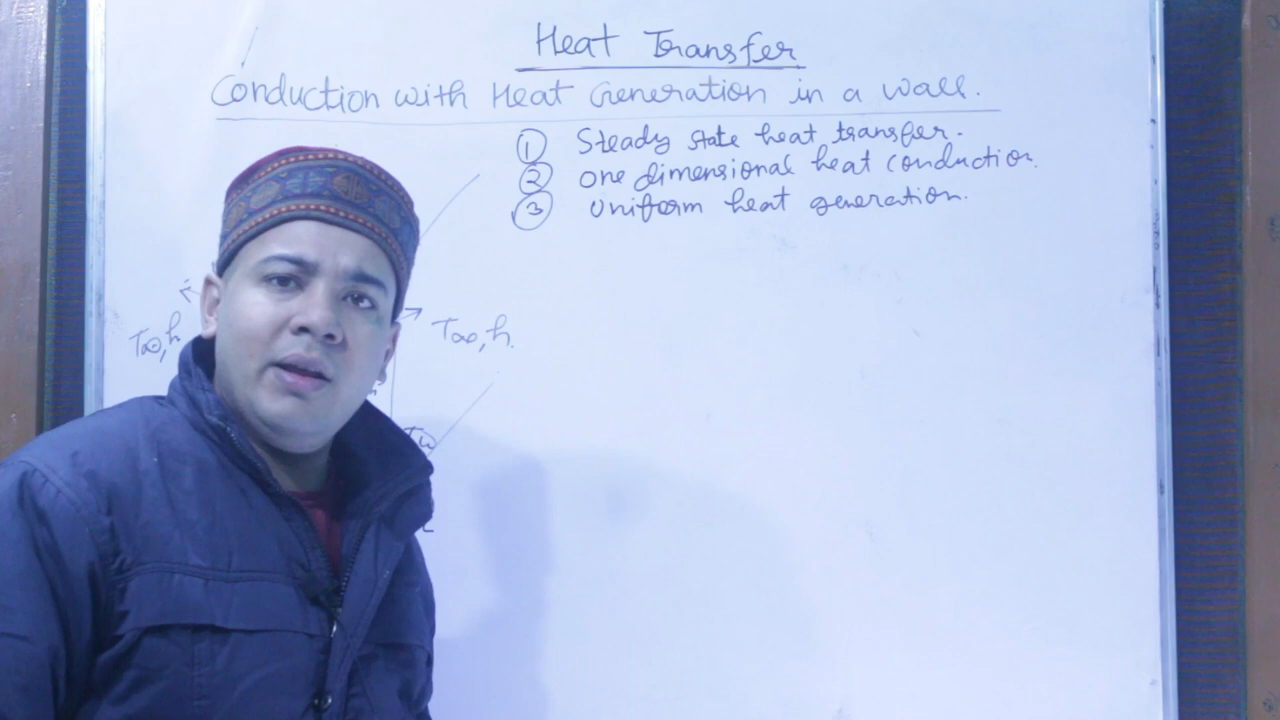 Heat Transfer
Conduction with Heat Generation in a wall.
① Steady state heat transfer.
② one dimensional heat conduction.
③ Uniform heat generation.
T∞,h
T∞,h.
Tw
L